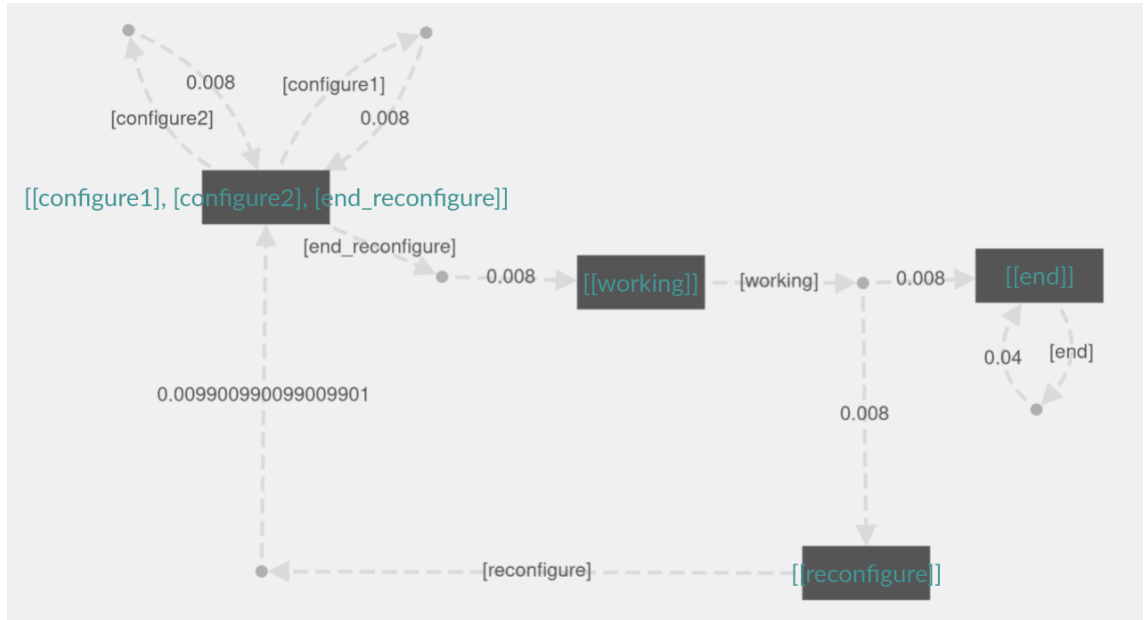 0.008
[configure1]
[configure2]
0.008
[[configure1], [configure2], [end_reconfigure]]
[end_reconfigure]
0.008
[[working]]
[working]
0.008
[[end]]
0.04
[end]
0.009900990099009901
0.008
[reconfigure]
[[reconfigure]]